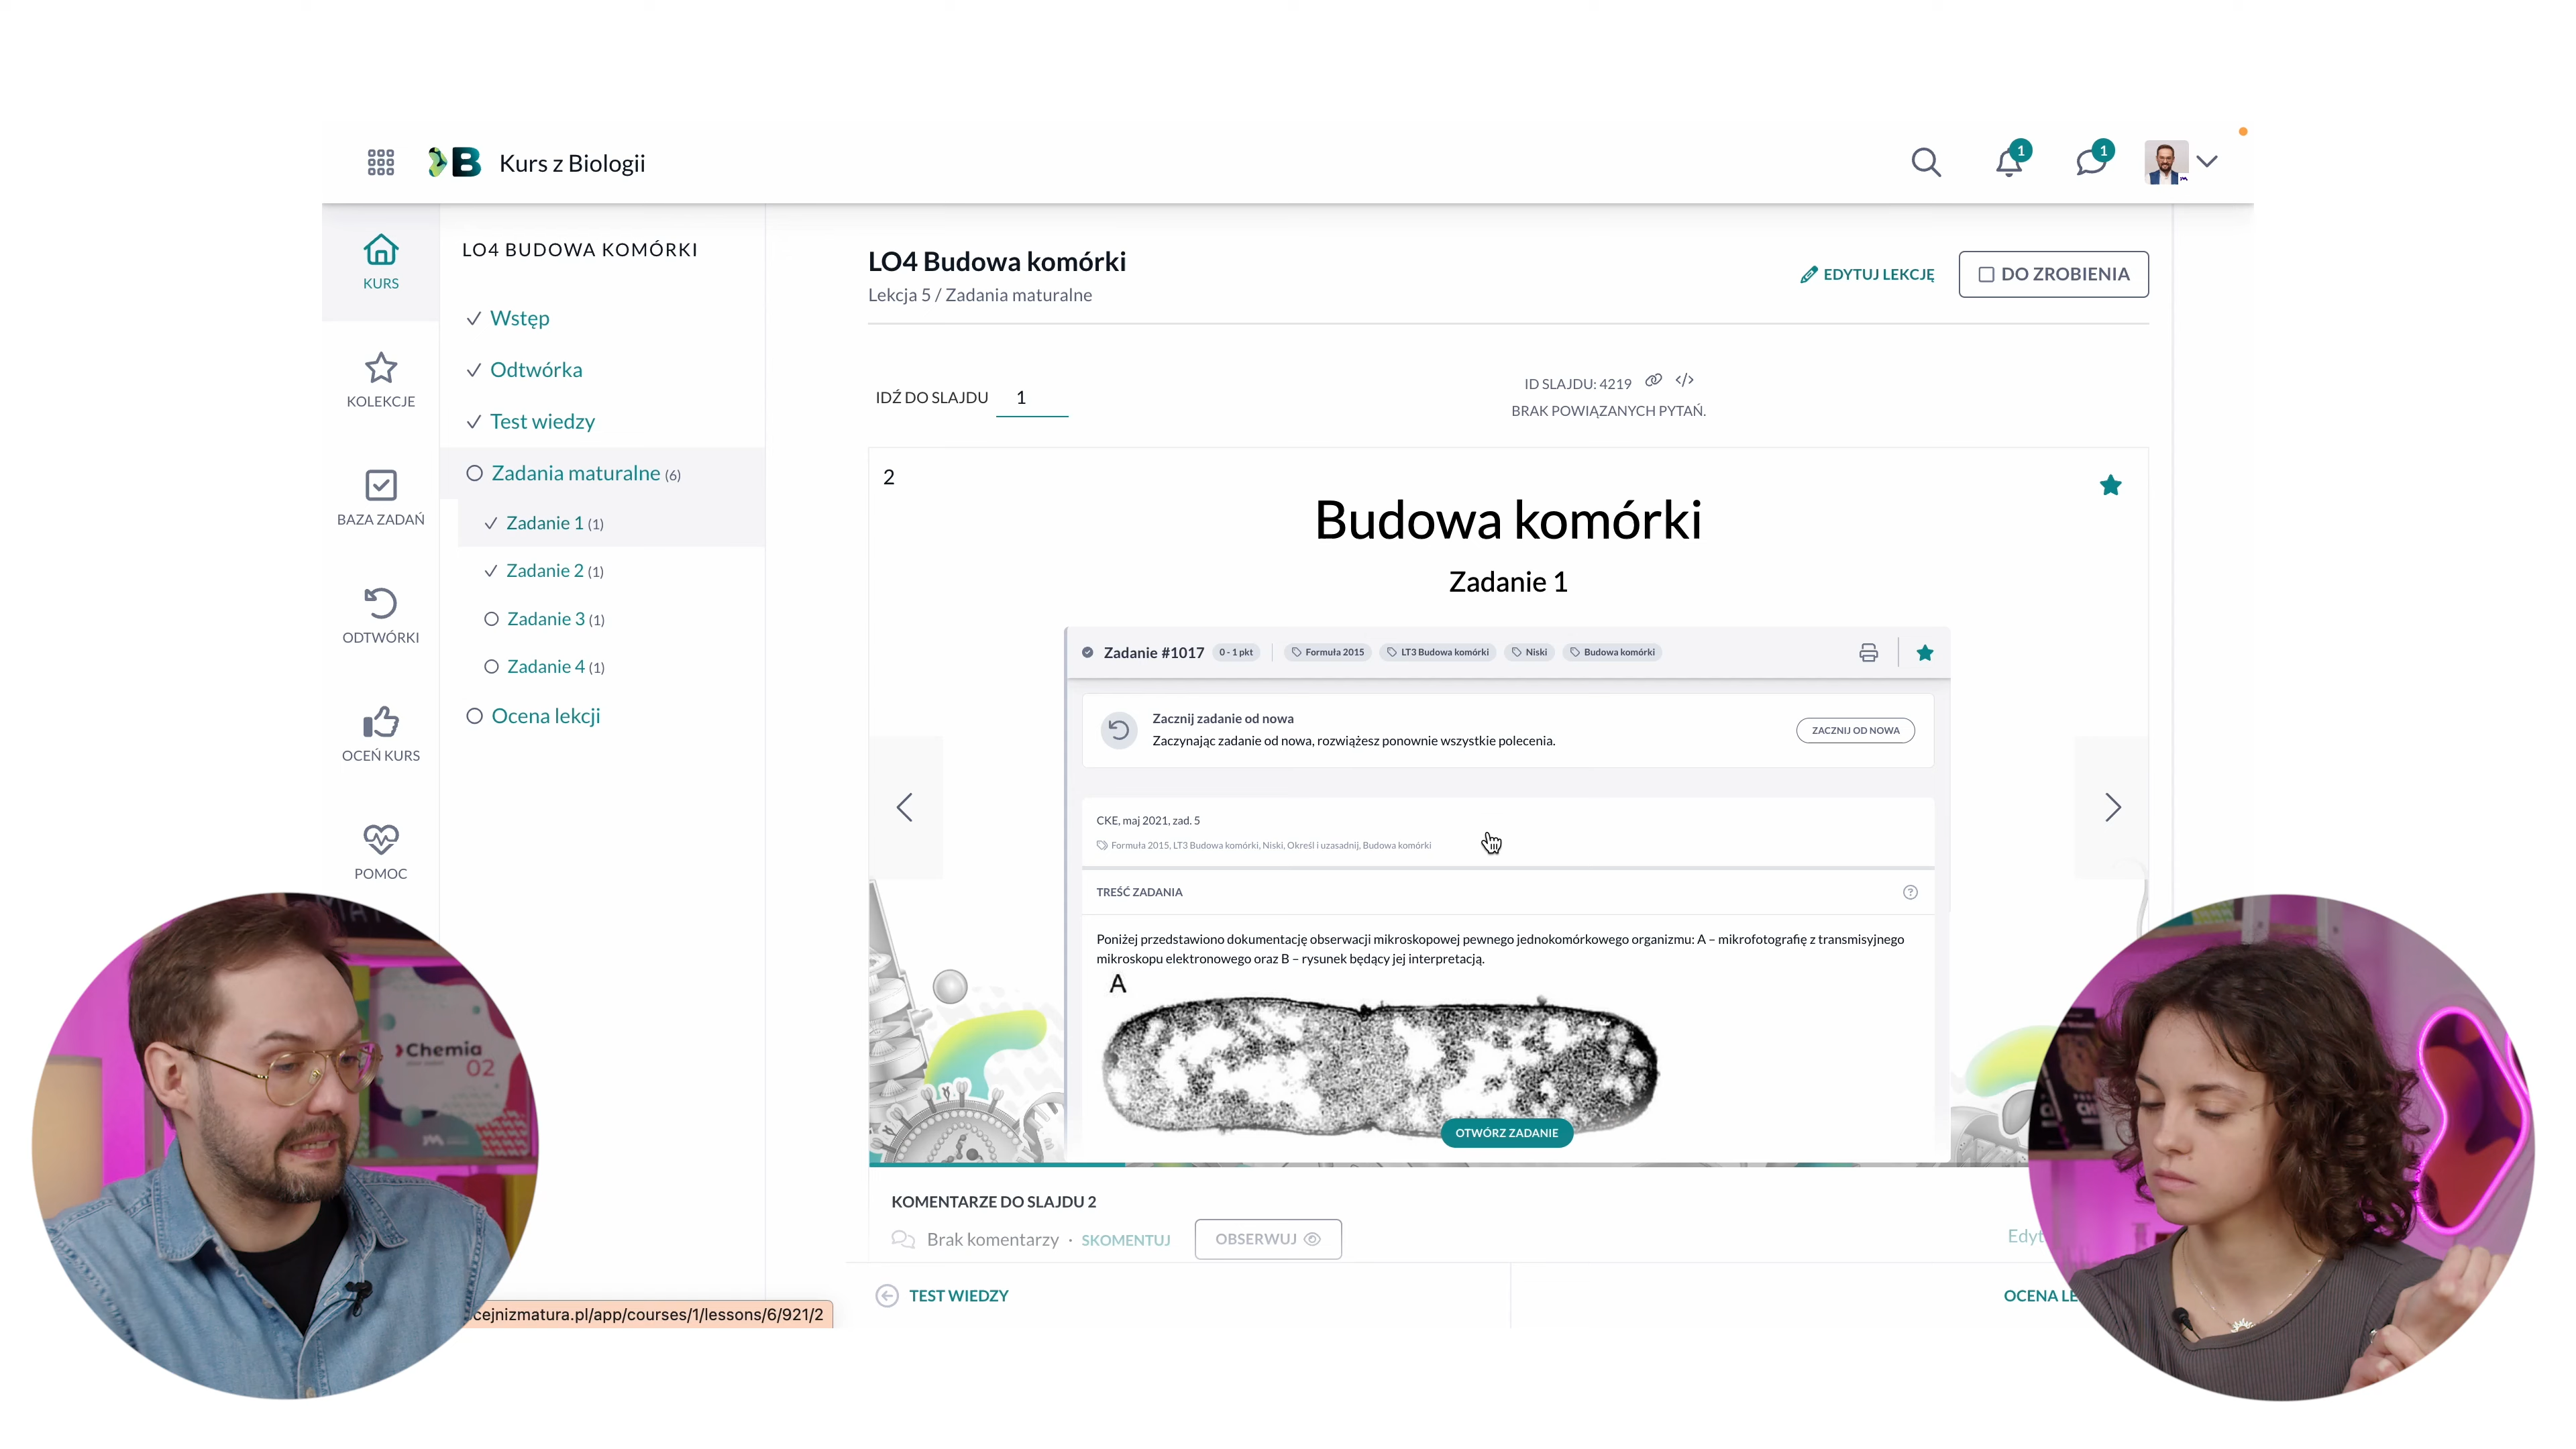 B Kurs z Biologii
1
1
KURS
KOLEKCJE
BAZA ZADAŃ
ODTWÓRKI
OCEŃ KURS
POMOC
LO4 BUDOWA KOMÓRKI
Wstęp
Odtwórka
Test wiedzy
Zadania maturalne (6)
Zadanie 1 (1)
Zadanie 2 (1)
Zadanie 3 (1)
Zadanie 4 (1)
Ocena lekcji
LO4 Budowa komórki
Lekcja 5 / Zadania maturalne
EDYTUJ LEKCJĘ
DO ZROBIENIA
IDŹ DO SLAJDU 1
ID SLAJDU: 4219
BRAK POWIĄZANYCH PYTAŃ.
2
Budowa komórki
Zadanie 1
Zadanie #1017 0 - 1 pkt Formuła 2015 LT3 Budowa komórki Niski Budowa komórki
Zacznij zadanie od nowa
Zaczynając zadanie od nowa, rozwiążesz ponownie wszystkie polecenia.
ZACZNIJ OD NOWA
CKE, maj 2021, zad. 5
Formuła 2015, LT3 Budowa komórki, Niski, Określ i uzasadnij, Budowa komórki
TREŚĆ ZADANIA
?
Poniżej przedstawiono dokumentację obserwacji mikroskopowej pewnego jednokomórkowego organizmu: A – mikrofotografię z transmisyjnego
mikroskopu elektronowego oraz B – rysunek będący jej interpretacją.
A
OTWÓRZ ZADANIE
KOMENTARZE DO SLAJDU 2
Brak komentarzy · SKOMENTUJ
OBSERWUJ
Edyt
TEST WIEDZY
OCENA LE
cejnizmatura.pl/app/courses/1/lessons/6/921/2
Chemia
02